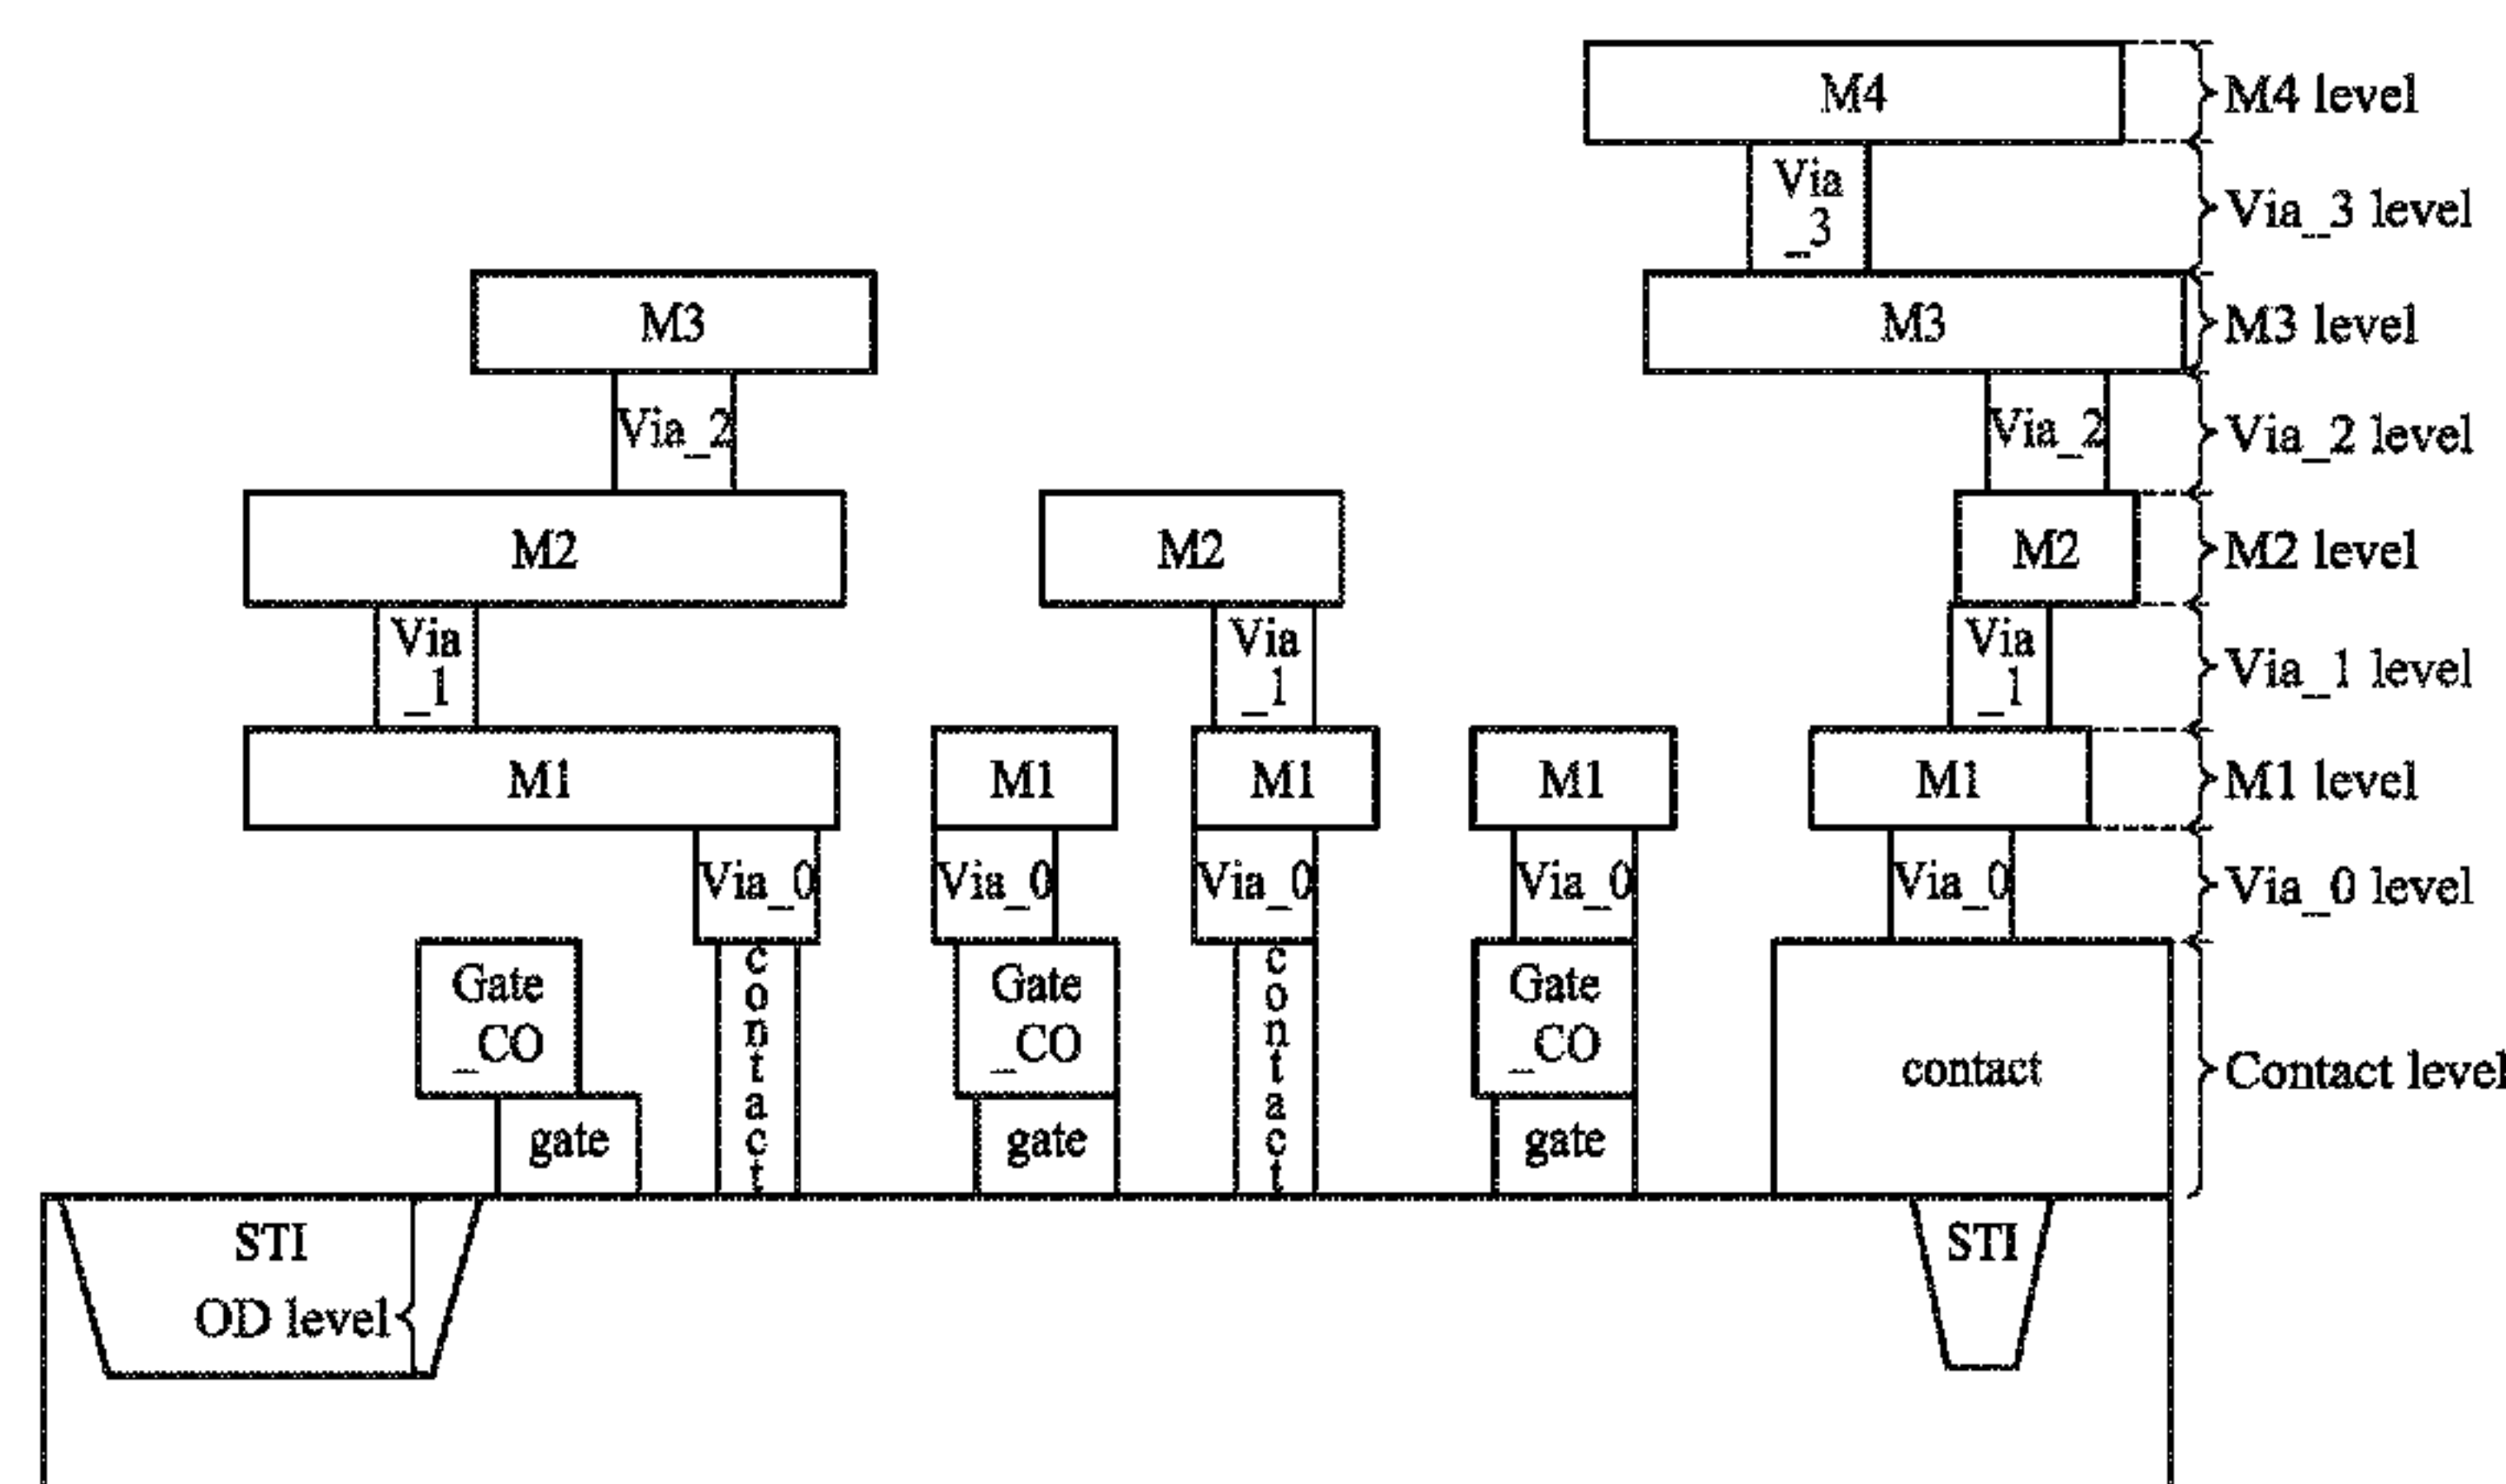 M4
M4 level
Via
_3
Via_3 level
M3
M3
M3 level
Via_2
Via_2
Via_2 level
M2
M2
M2
M2 level
Via
_1
Via
_1
Via
_1
Via_1 level
M1
M1
M1
M1
M1
M1 level
Via_0
Via_0
Via_0
Via_0
Via_0
Via_0 level
Gate
_CO
contact
Gate
_CO
contact
Gate
_CO
contact
Contact level
gate
gate
gate
STI
OD level
STI